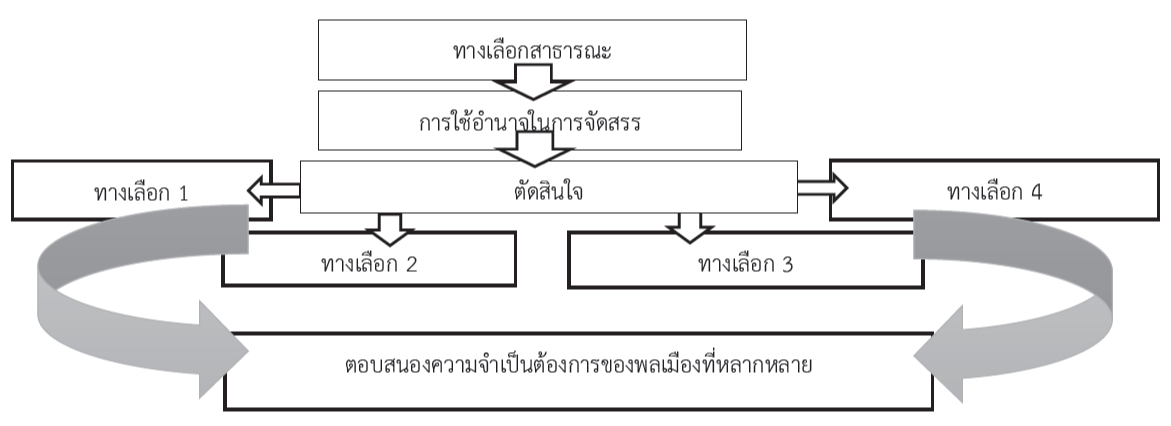 ทางเลือกสาธารณะ
การใช้อำนาจในการจัดสรร
ทางเลือก 1
ตัดสินใจ
ทางเลือก 4
ทางเลือก 2
ทางเลือก 3
ตอบสนองความจำเป็นต้องการของพลเมืองที่หลากหลาย